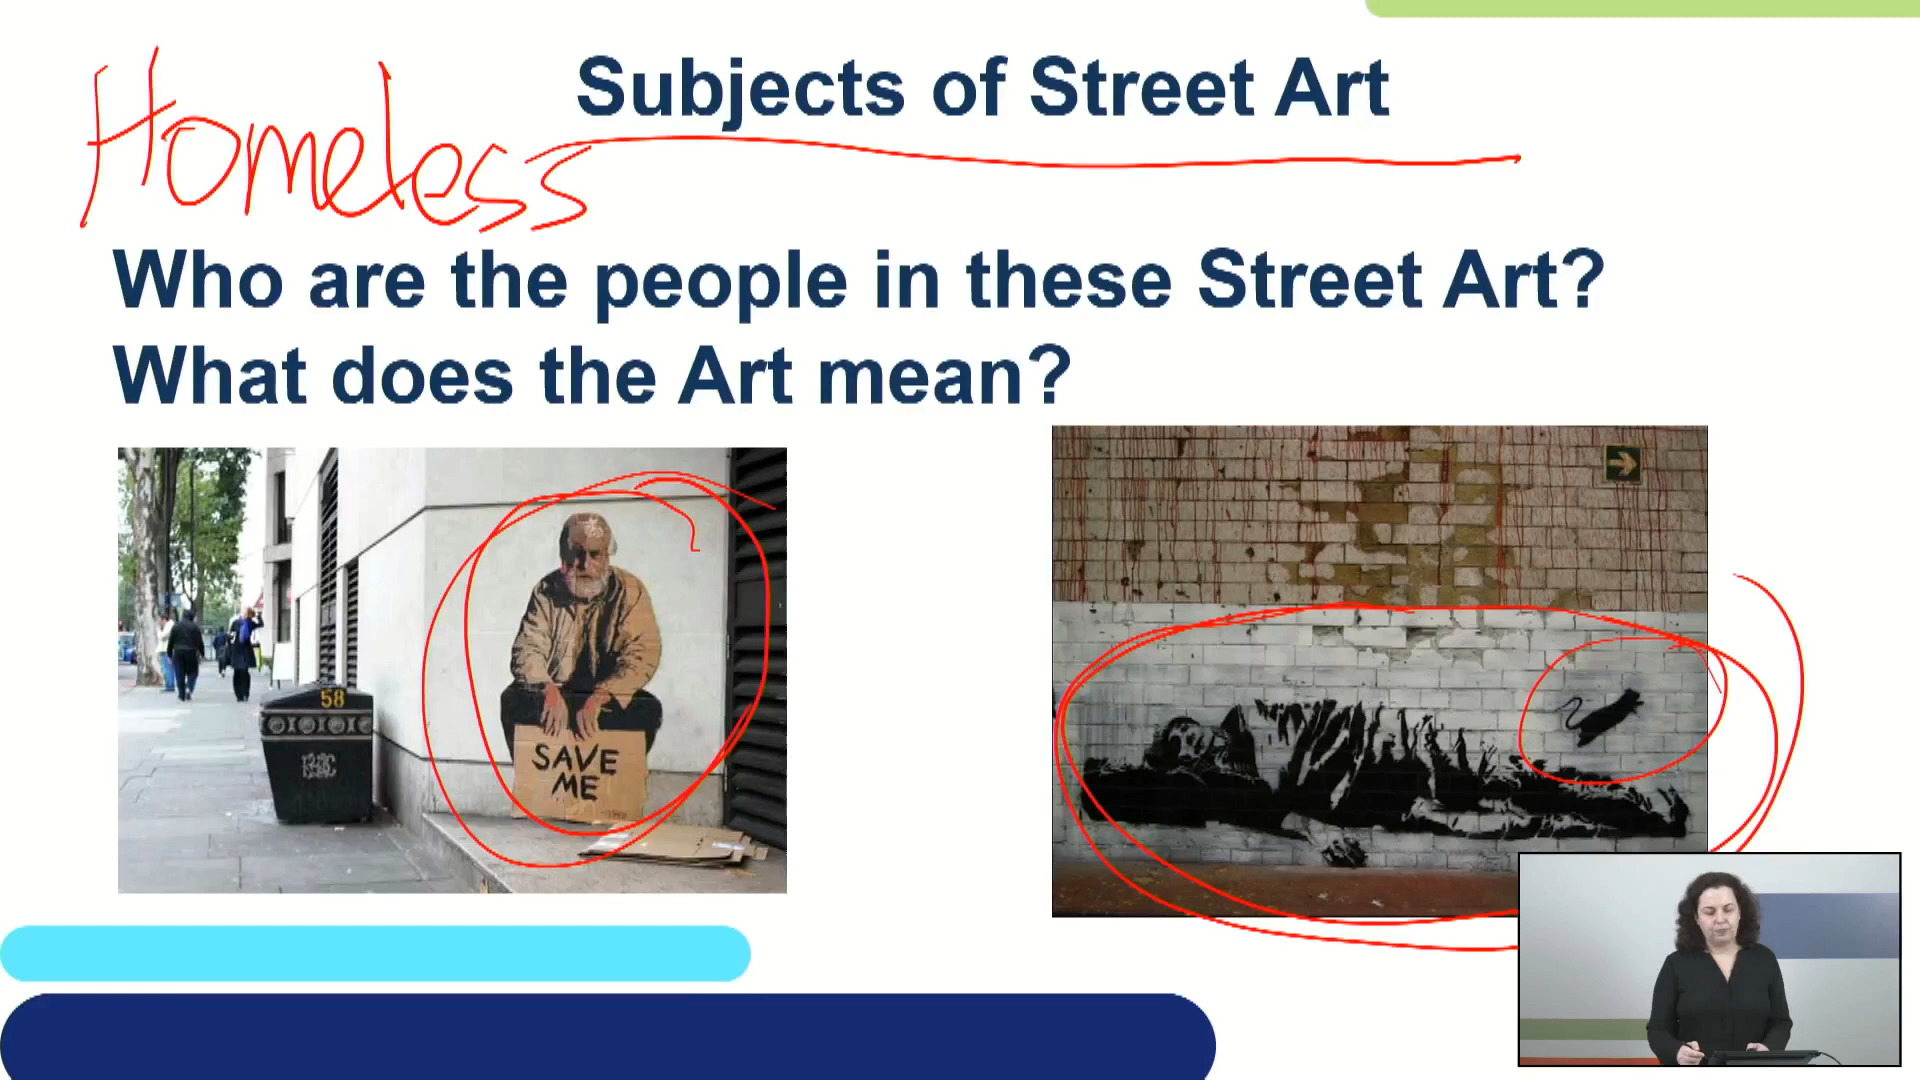 Homeless
Subjects of Street Art
Who are the people in these Street Art?
What does the Art mean?
58
SAVE
ME